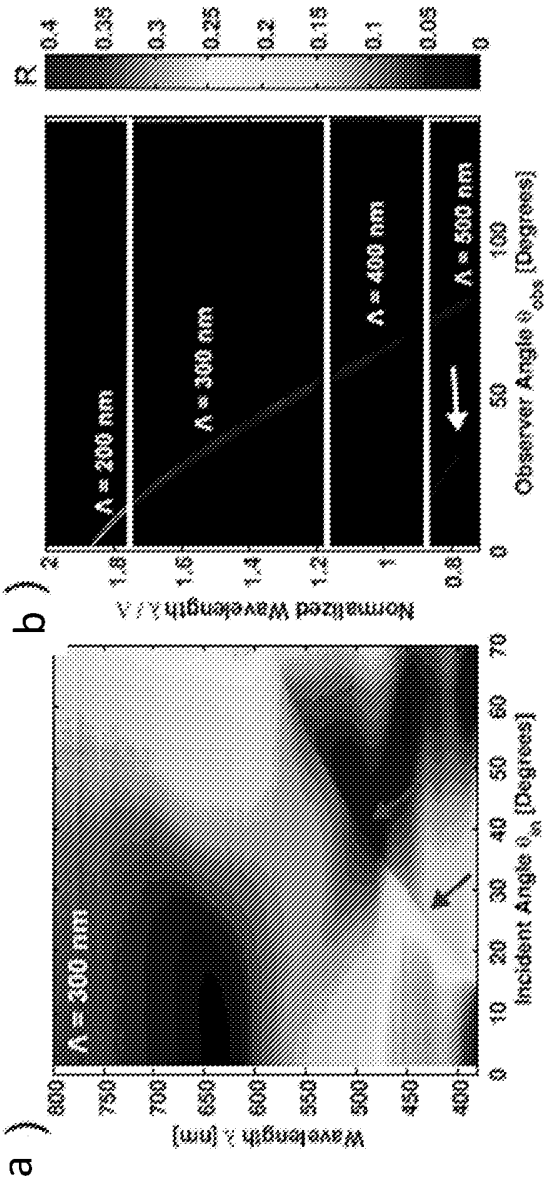 a )
Λ = 300 nm
800
750
700
650
600
550
500
450
400
Wavelength λ [nm]
0 10 20 30 40 50 60 70
Incident Angle θin [Degrees]
b )
2
1.8
1.6
1.4
1.2
1
0.8
Normalized Wavelength λ / Λ
Λ = 200 nm
Λ = 300 nm
Λ = 400 nm
Λ = 500 nm
0 50 100
Observer Angle θobs [Degrees]
R
0.4
0.35
0.3
0.25
0.2
0.15
0.1
0.05
0